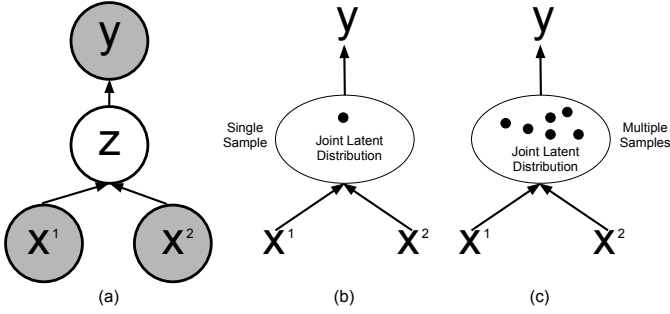 y
z
x¹
x²
(a)
y
Single
Sample
Joint Latent
Distribution
x¹
x²
(b)
y
Multiple
Samples
Joint Latent
Distribution
x¹
x²
(c)